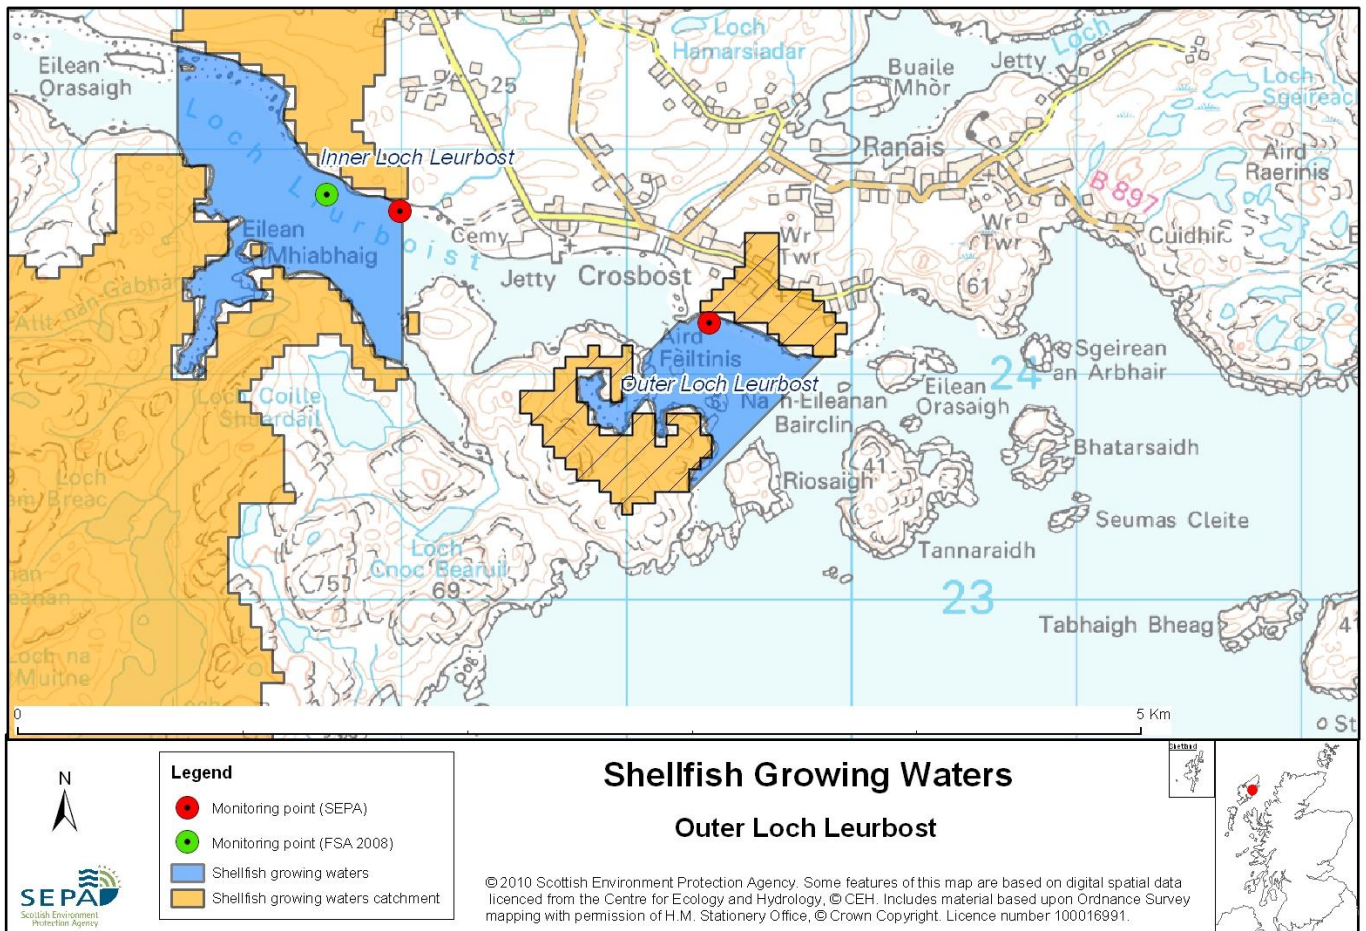 Loch
Hamarsiadar
Loch
Eilean
Orasaigh
25
Buaile
Mhòr
Jetty
Loch
Sgeireac
Loch
Inner Loch Leurbost
Ranais
Aird
Raerinis
B 897
Leurboist
Eilean
Mhiabhaig
Cemy
Wr
Twr
Wr
Twr
Cuidhir
Jetty
Crosbost
61
Allt nan Gabhar
Aird
Feiltinis
24
Sgeirean
an Arbhair
Outer Loch Leurbost
Loch Coille
Shuardail
Na h-Eileanan
Bairclin
Eilean
Orasaigh
Bhatarsaidh
Loch
am Breac
41
Riosaigh
Seumas Cleite
Tannaraidh
Loch
Cnoc Bearuil
75
69
23
Tabhaigh Bheag
Loch na
Muilne
0
5 Km
St
N
Legend
Monitoring point (SEPA)
Monitoring point (FSA 2008)
Shellfish growing waters
Shellfish growing waters catchment
SEPA
Scottish Environment
Protection Agency
Shellfish Growing Waters
Outer Loch Leurbost
Shetland
© 2010 Scottish Environment Protection Agency. Some features of this map are based on digital spatial data
licenced from the Centre for Ecology and Hydrology, © CEH. Includes material based upon Ordnance Survey
mapping with permission of H.M. Stationery Office, © Crown Copyright. Licence number 100016991.